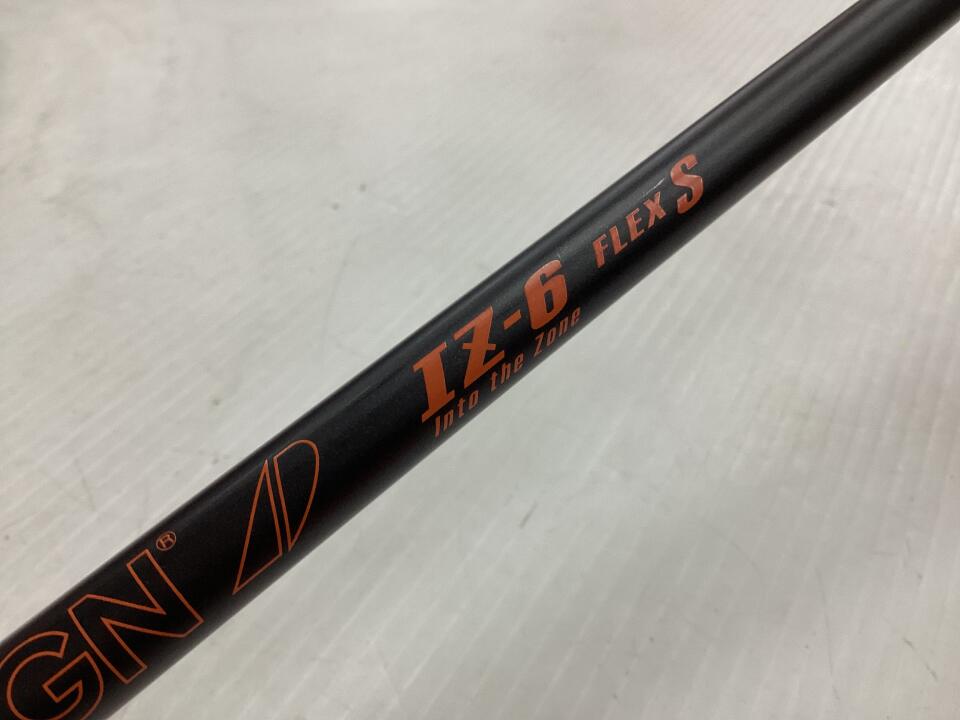 GN®
IZ-6 FLEX S
Into the Zone